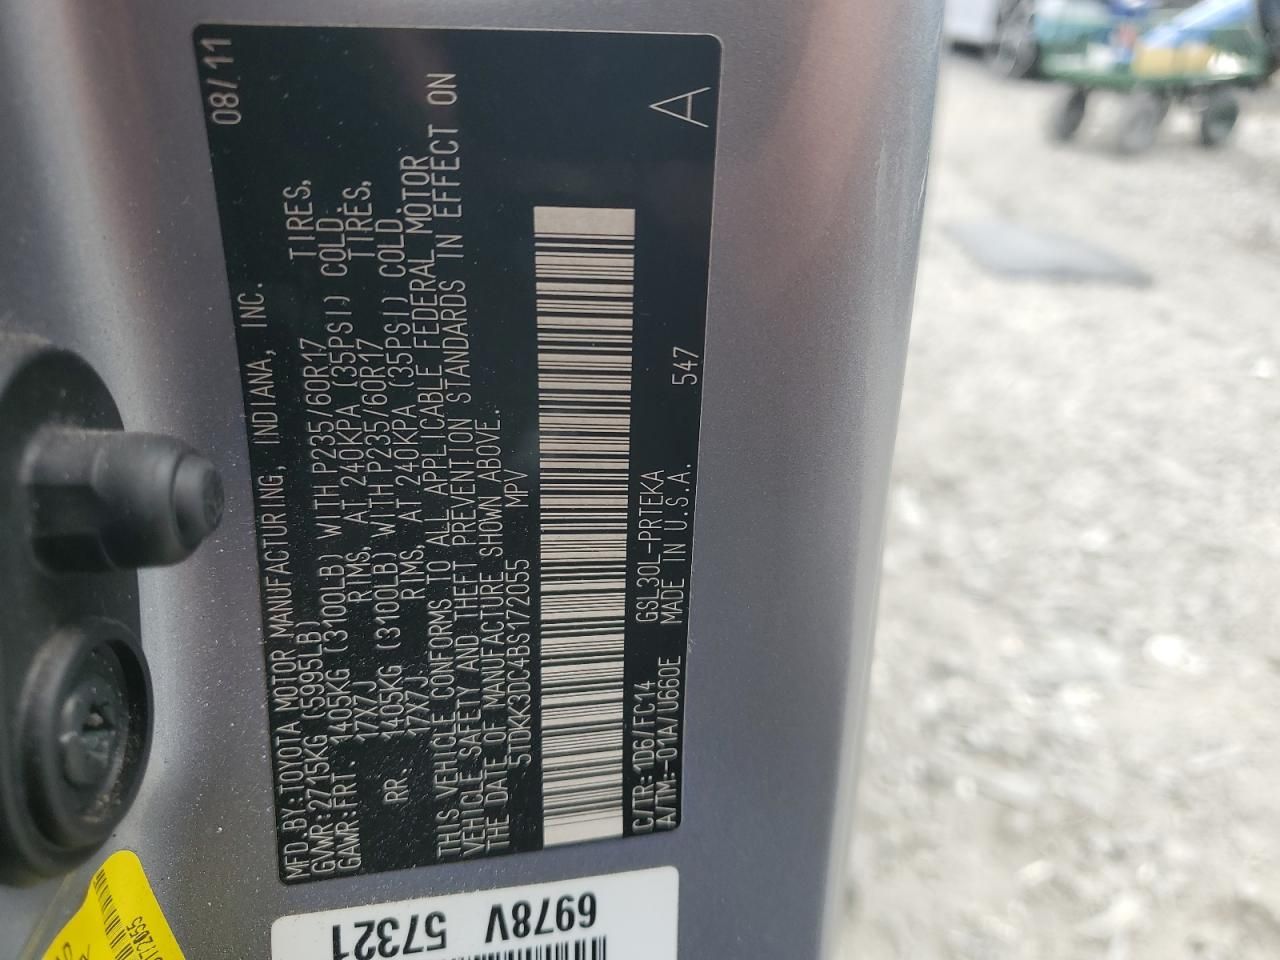 MFD. BY: TOYOTA MOTOR MANUFACTURING, INDIANA, INC. 08/11
GVWR: 2715KG (5995LB)
GAWR: FRT. 1405KG (3100LB) WITH P235/60R17 TIRES,
17X7J RIMS, AT 240KPA (35PSI) COLD.
RR. 1405KG (3100LB) WITH P235/60R17 TIRES,
17X7J RIMS, AT 240KPA (35PSI) COLD.
THIS VEHICLE CONFORMS TO ALL APPLICABLE FEDERAL MOTOR
VEHICLE SAFETY AND THEFT PREVENTION STANDARDS IN EFFECT ON
THE DATE OF MANUFACTURE SHOWN ABOVE.
5TDKK3DC4BS172055 MPV
C/TR: 1D6/FC14 GSL30L-PRTEKA
A/TM: -01A/U660E MADE IN U.S.A. 547 A
6978V
57321